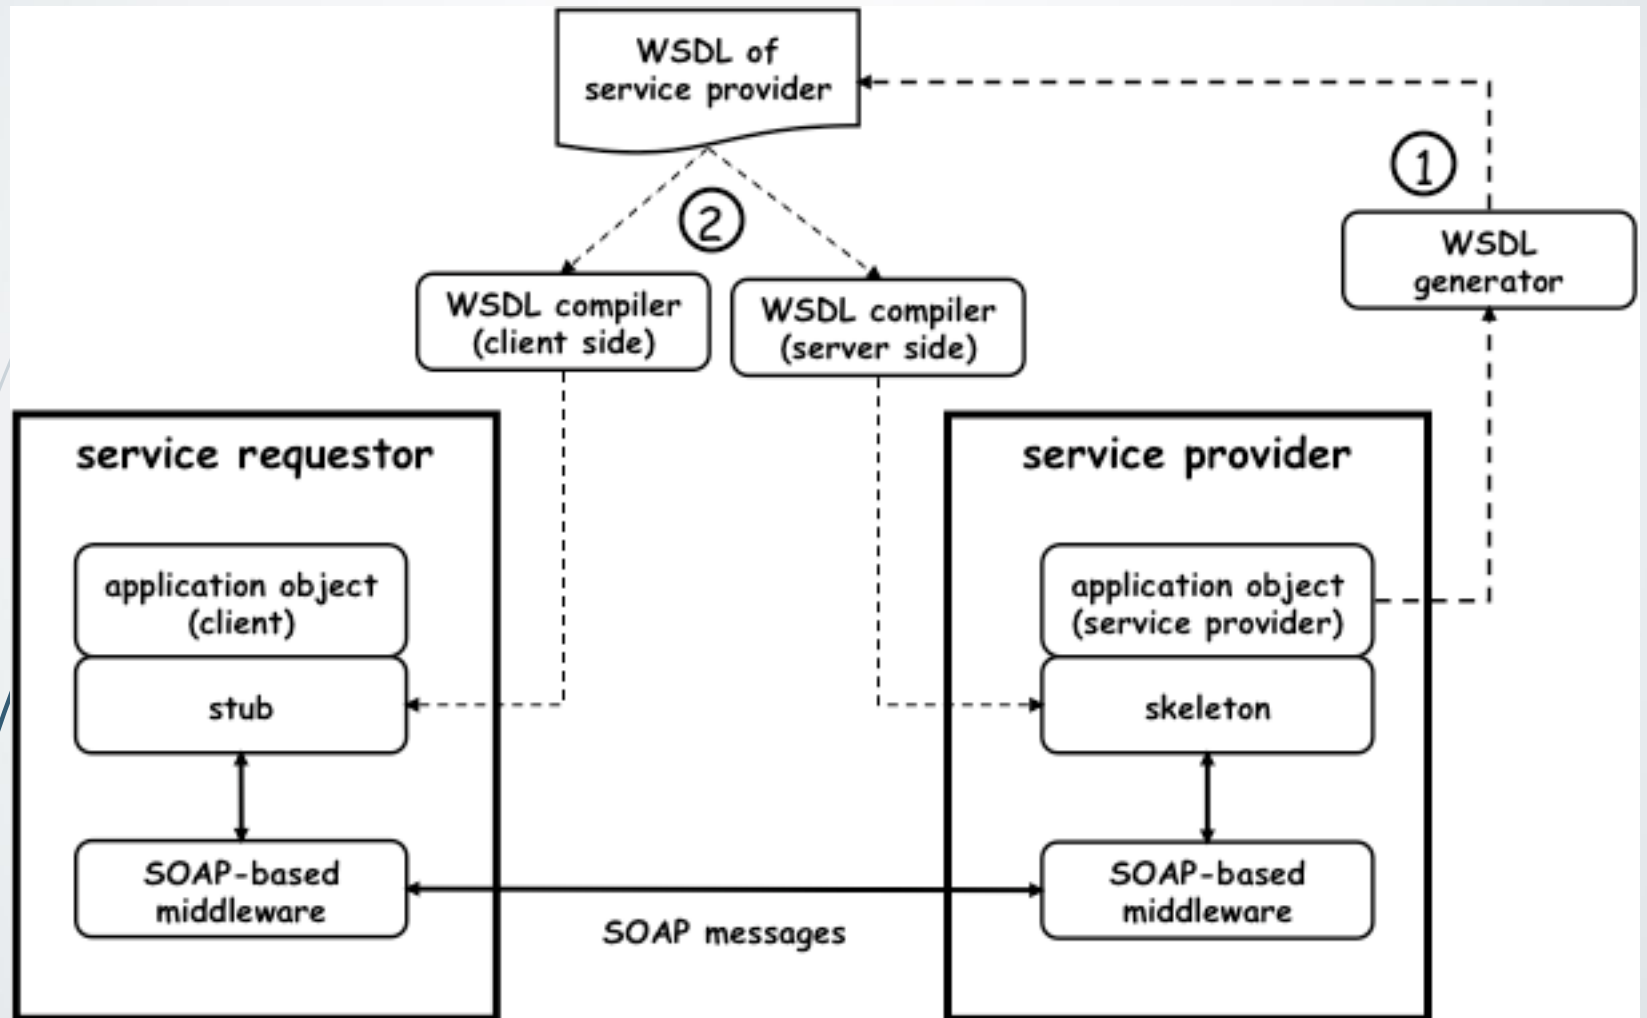 WSDL of
service provider
1
2
WSDL
generator
WSDL compiler
(client side)
WSDL compiler
(server side)
service requestor
service provider
application object
(client)
application object
(service provider)
stub
skeleton
SOAP-based
middleware
SOAP-based
middleware
SOAP messages